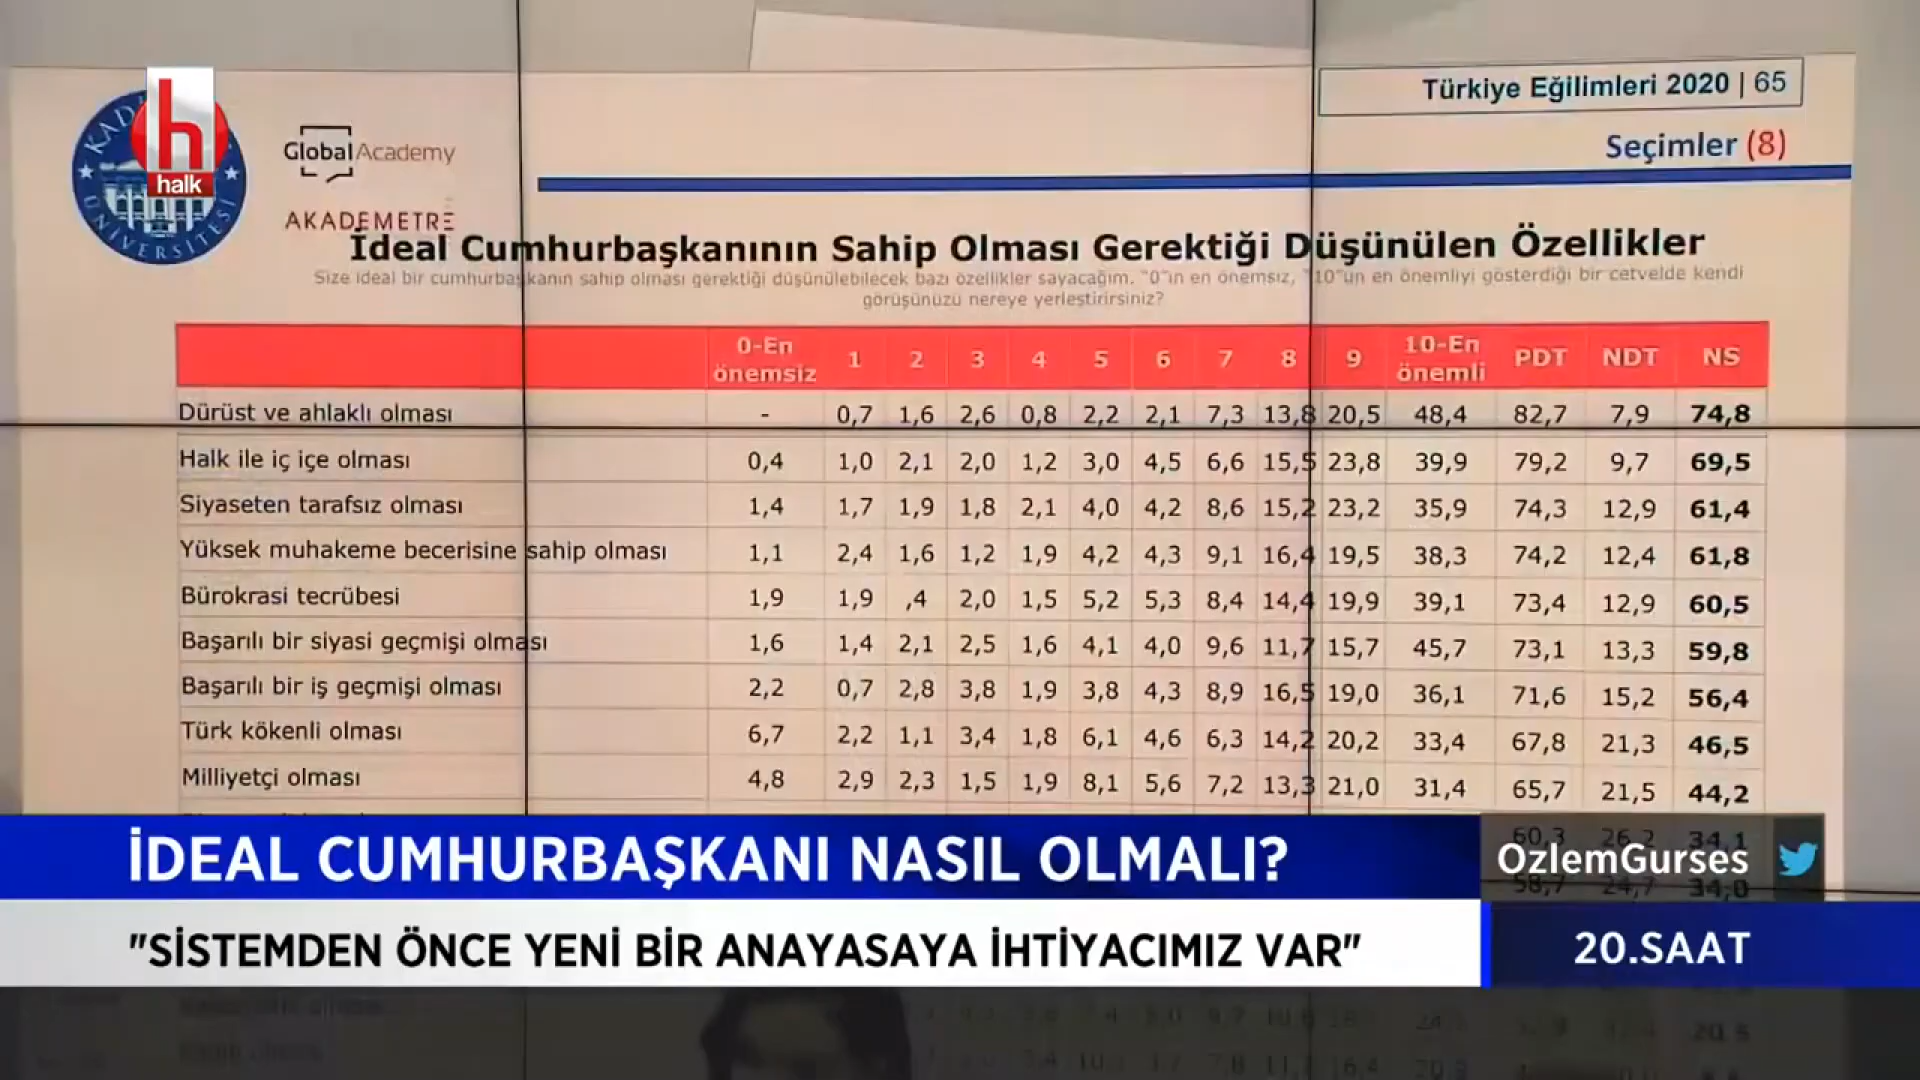 Türkiye Eğilimleri 2020 | 65
Seçimler (8)
h
halk
ÜNİVERSİTESİ
GlobalAcademy
AKADEMETRE
İdeal Cumhurbaşkanının Sahip Olması Gerektiği Düşünülen Özellikler
Size ideal bir cumhurbaşkanın sahip olması gerektiği düşünülebilecek bazı özellikler sayacağım. "0"ın en önemsiz, "10"un en önemliyi gösterdiği bir cetvelde kendi
görüşünüzü nereye yerleştirirsiniz?
0-En önemsiz 1 2 3 4 5 6 7 8 9 10-En önemli PDT NDT NS
Dürüst ve ahlaklı olması - 0,7 1,6 2,6 0,8 2,2 2,1 7,3 13,8 20,5 48,4 82,7 7,9 74,8
Halk ile iç içe olması 0,4 1,0 2,1 2,0 1,2 3,0 4,5 6,6 15,5 23,8 39,9 79,2 9,7 69,5
Siyaseten tarafsız olması 1,4 1,7 1,9 1,8 2,1 4,0 4,2 8,6 15,2 23,2 35,9 74,3 12,9 61,4
Yüksek muhakeme becerisine sahip olması 1,1 2,4 1,6 1,2 1,9 4,2 4,3 9,1 16,4 19,5 38,3 74,2 12,4 61,8
Bürokrasi tecrübesi 1,9 1,9 ,4 2,0 1,5 5,2 5,3 8,4 14,4 19,9 39,1 73,4 12,9 60,5
Başarılı bir siyasi geçmişi olması 1,6 1,4 2,1 2,5 1,6 4,1 4,0 9,6 11,7 15,7 45,7 73,1 13,3 59,8
Başarılı bir iş geçmişi olması 2,2 0,7 2,8 3,8 1,9 3,8 4,3 8,9 16,5 19,0 36,1 71,6 15,2 56,4
Türk kökenli olması 6,7 2,2 1,1 3,4 1,8 6,1 4,6 6,3 14,2 20,2 33,4 67,8 21,3 46,5
Milliyetçi olması 4,8 2,9 2,3 1,5 1,9 8,1 5,6 7,2 13,3 21,0 31,4 65,7 21,5 44,2
60,3 26,2 34,1
58,7 24,7 34,0
İDEAL CUMHURBAŞKANI NASIL OLMALI?
OzlemGurses
"SİSTEMDEN ÖNCE YENİ BİR ANAYASAYA İHTİYACIMIZ VAR"
20.SAAT